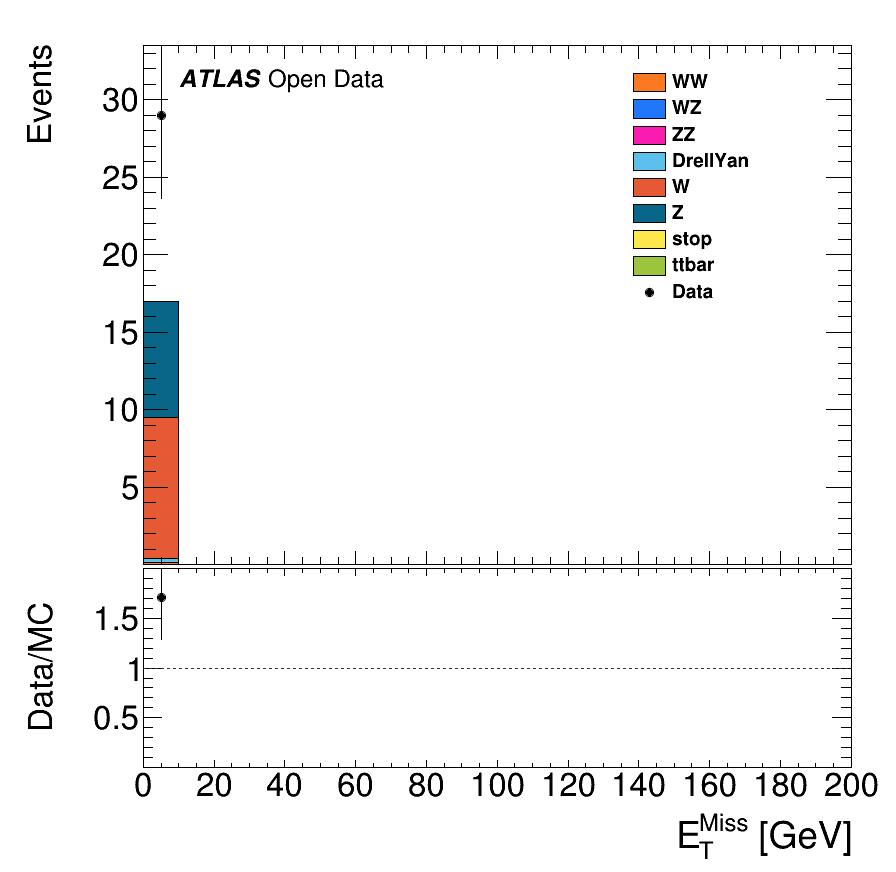 Events
ATLAS Open Data
30
25
20
15
10
5
WW
WZ
ZZ
DrellYan
W
Z
stop
ttbar
Data
Data/MC
1.5
1
0.5
0 20 40 60 80 100 120 140 160 180 200
E_T^Miss [GeV]